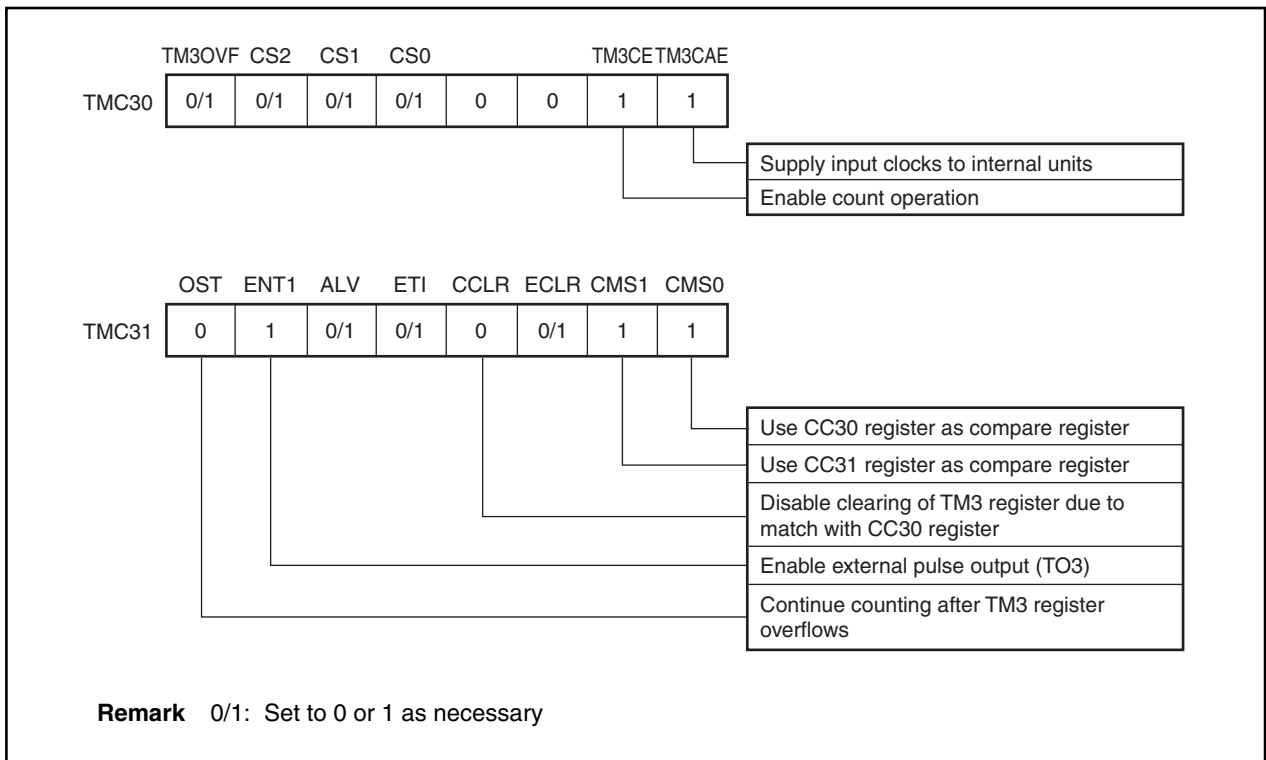 TM3OVF CS2 CS1 CS0 TM3CE TM3CAE
TMC30 0/1 0/1 0/1 0/1 0 0 1 1
Supply input clocks to internal units
Enable count operation
OST ENT1 ALV ETI CCLR ECLR CMS1 CMS0
TMC31 0 1 0/1 0/1 0 0/1 1 1
Use CC30 register as compare register
Use CC31 register as compare register
Disable clearing of TM3 register due to
match with CC30 register
Enable external pulse output (TO3)
Continue counting after TM3 register
overflows
Remark 0/1: Set to 0 or 1 as necessary